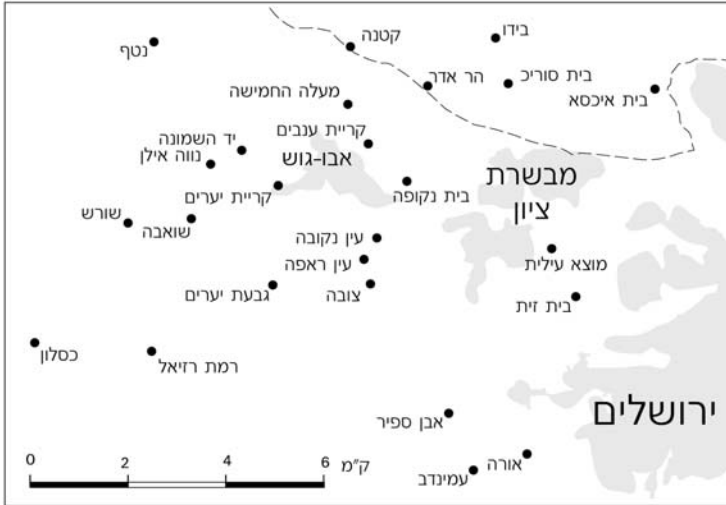 בידו
קטנה
נטף
הר אדר
בית סוריכ
בית איכסא
מעלה החמישה
קריית ענבים
יד השמונה
נווה אילן
אבו-גוש
מבשרת
ציון
קריית יערים
בית נקופה
שורש
שואבה
עין נקובה
מוצא עילית
עין ראפה
גבעת יערים
צובה
בית זית
כסלון
רמת רזיאל
ירושלים
אבן ספיר
אורה
עמינדב
0 2 4 6 ק״מ